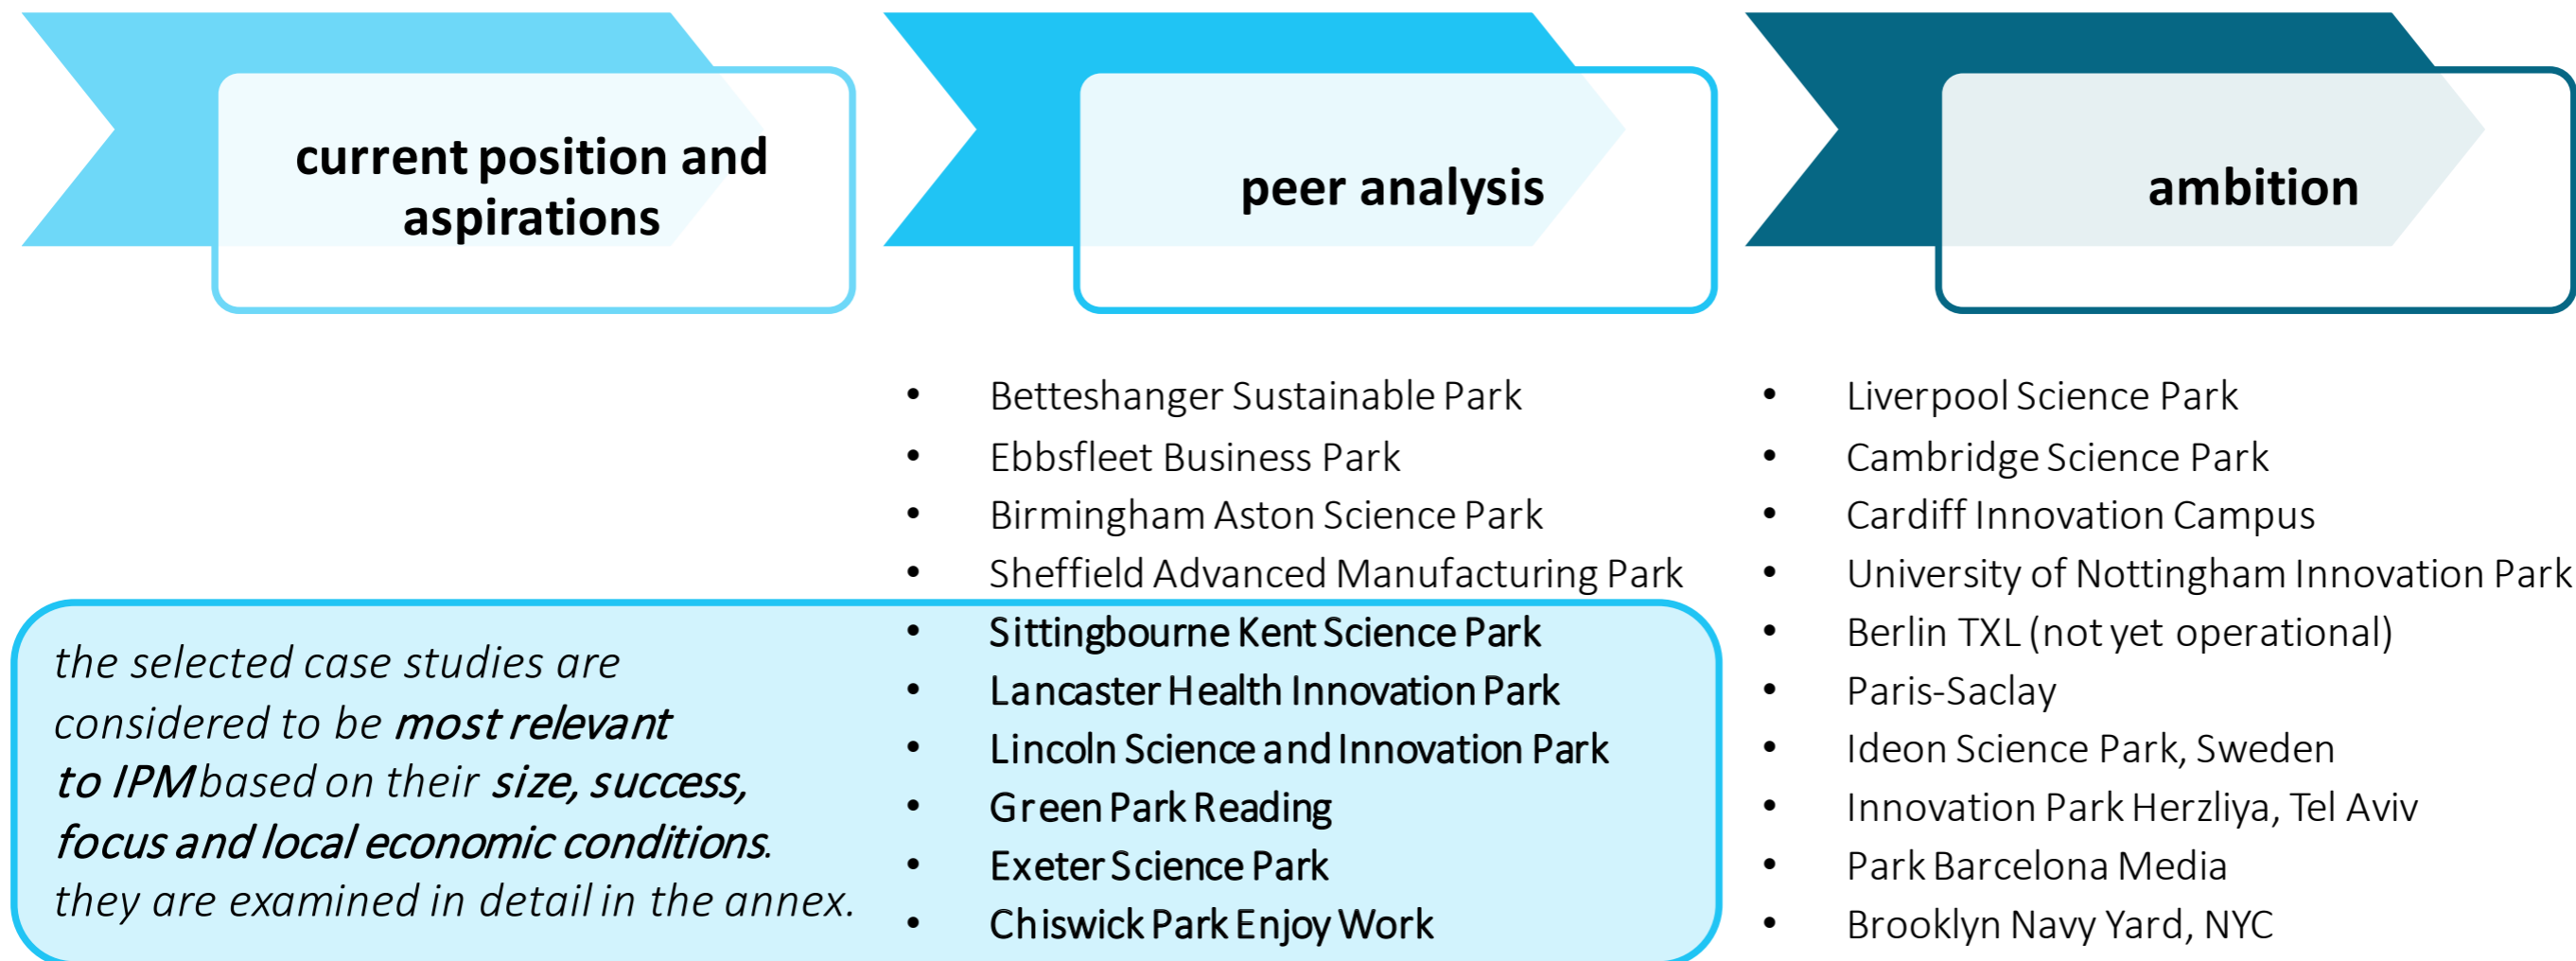 current position and
aspirations
peer analysis
ambition
• Betteshanger Sustainable Park
• Ebbsfleet Business Park
• Birmingham Aston Science Park
• Sheffield Advanced Manufacturing Park
• Sittingbourne Kent Science Park
• Lancaster Health Innovation Park
• Lincoln Science and Innovation Park
• Green Park Reading
• Exeter Science Park
• Chiswick Park Enjoy Work
the selected case studies are
considered to be most relevant
to IPM based on their size, success,
focus and local economic conditions.
they are examined in detail in the annex.
• Liverpool Science Park
• Cambridge Science Park
• Cardiff Innovation Campus
• University of Nottingham Innovation Park
• Berlin TXL (not yet operational)
• Paris-Saclay
• Ideon Science Park, Sweden
• Innovation Park Herzliya, Tel Aviv
• Park Barcelona Media
• Brooklyn Navy Yard, NYC